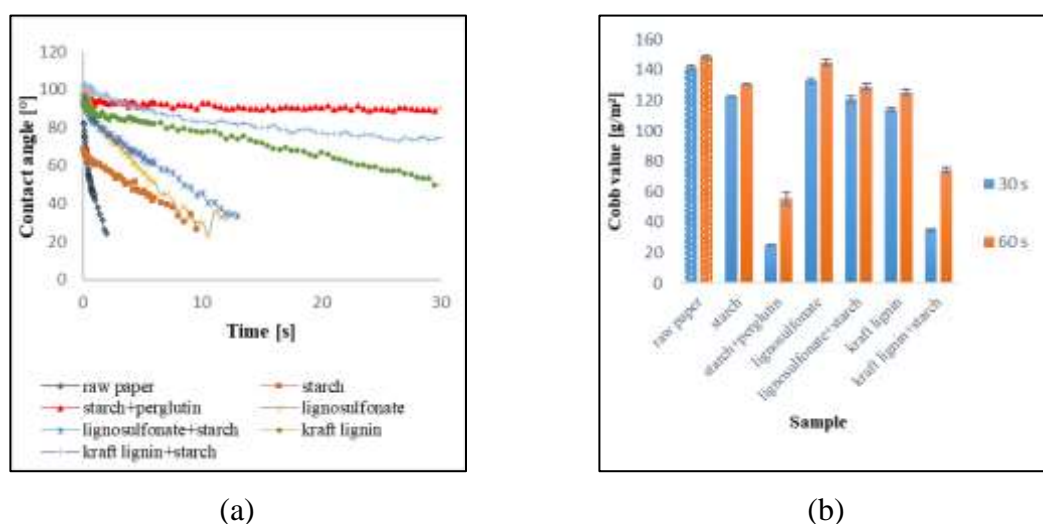 120
100
80
60
40
20
0
Contact angle [°]
0 10 20 30
Time [s]
raw paper starch
starch+perglutin lignosulfonate
lignosulfonate+starch kraft lignin
kraft lignin+starch
(a)
160
140
120
100
80
60
40
20
0
Cobb value [g/m²]
raw paper
starch
starch+perglutin
lignosulfonate
lignosulfonate+starch
kraft lignin
kraft lignin+starch
Sample
30 s
60 s
(b)